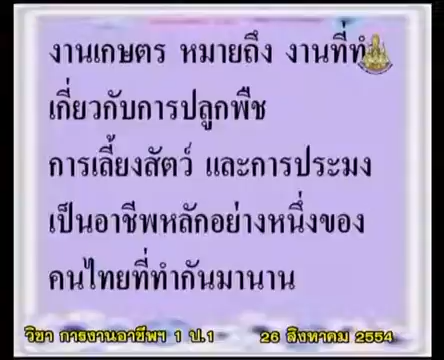 งานเกษตร หมายถึง งานที่ทำ
เกี่ยวกับการปลูกพืช
การเลี้ยงสัตว์ และการประมง
เป็นอาชีพหลักอย่างหนึ่งของ
คนไทยที่ทำกันมานาน
วิชา การงานอาชีพฯ 1 ป.1 26 สิงหาคม 2554